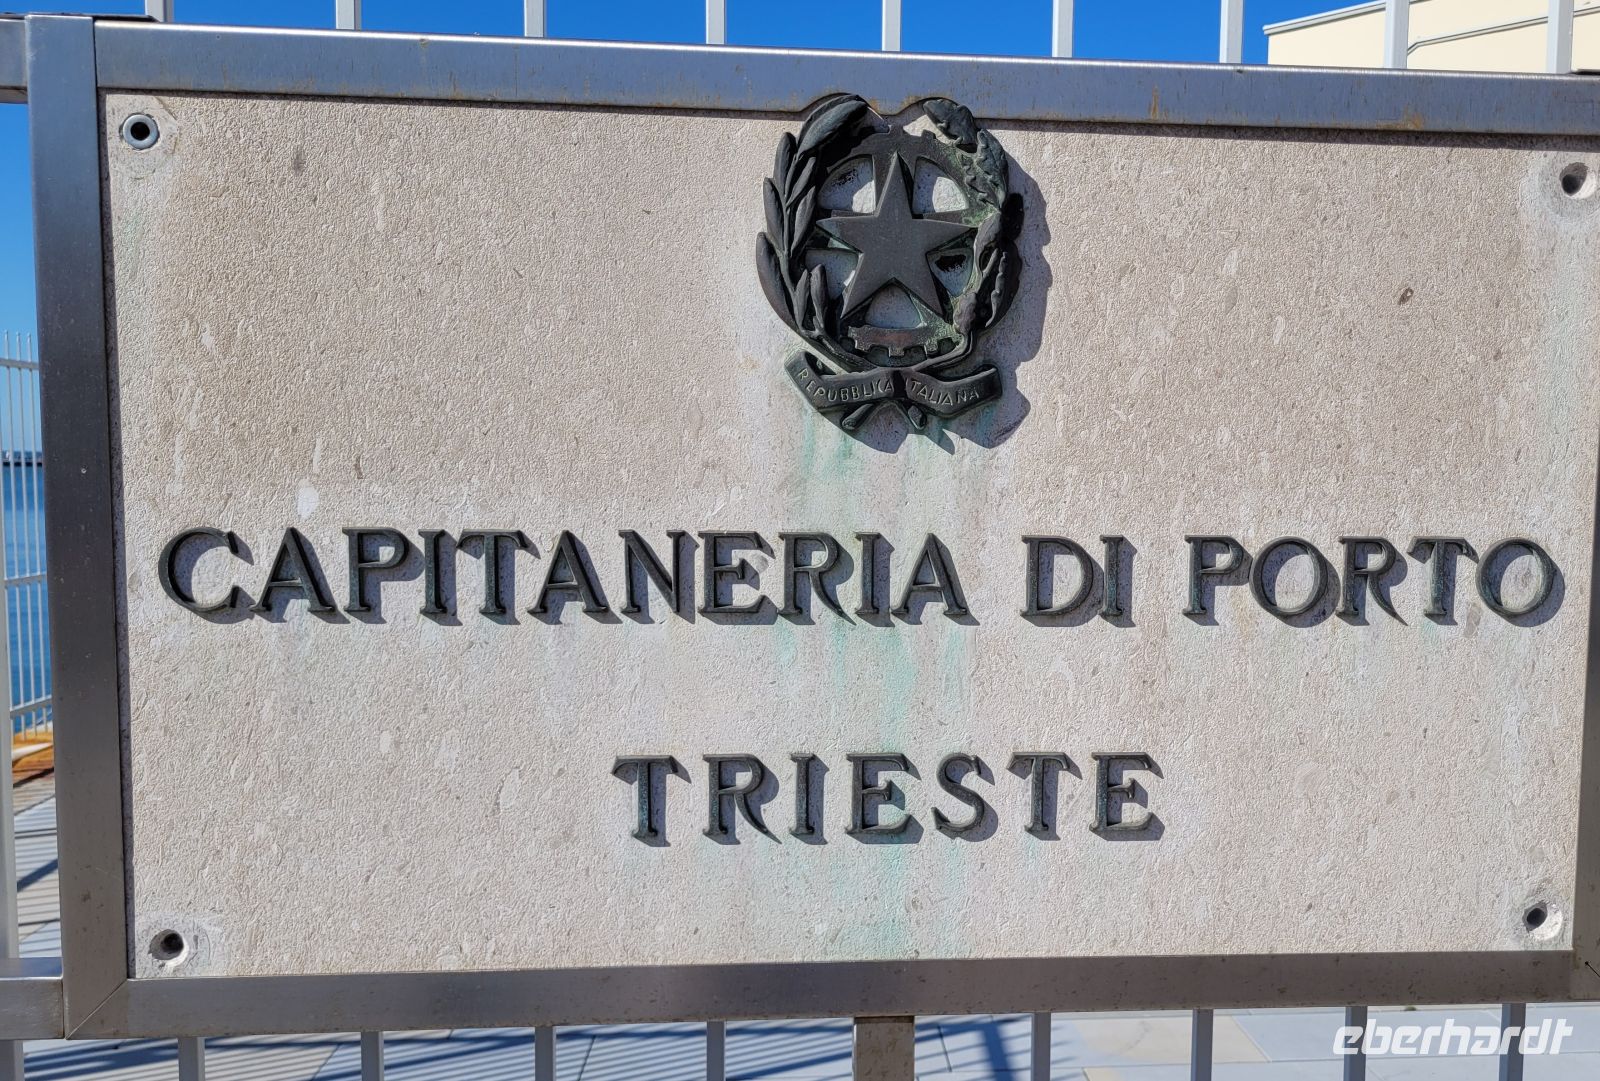 REPUBBLICA ITALIANA
CAPITANERIA DI PORTO
TRIESTE
eberhardt